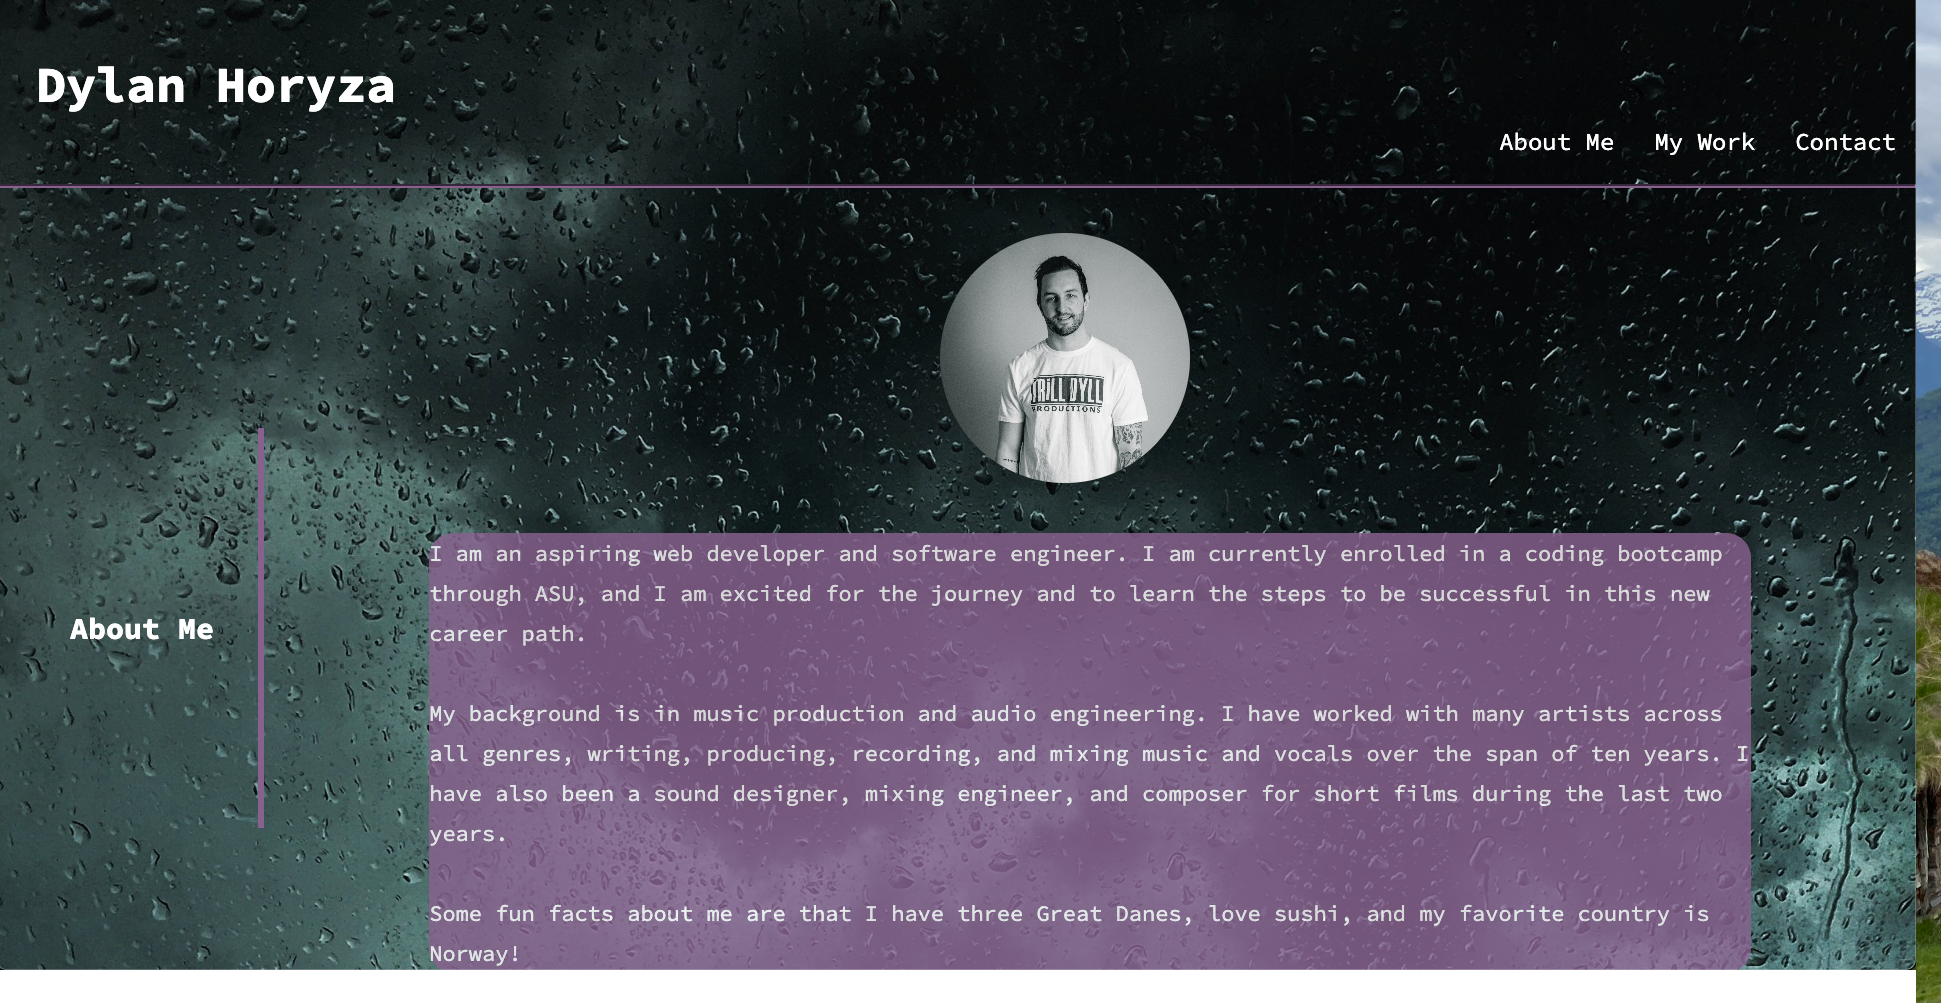 Dylan Horyza
About Me
My Work
Contact
TRILL DYLL
PRODUCTIONS
About Me
I am an aspiring web developer and software engineer. I am currently enrolled in a coding bootcamp
through ASU, and I am excited for the journey and to learn the steps to be successful in this new
career path.
My background is in music production and audio engineering. I have worked with many artists across
all genres, writing, producing, recording, and mixing music and vocals over the span of ten years. I
have also been a sound designer, mixing engineer, and composer for short films during the last two
years.
Some fun facts about me are that I have three Great Danes, love sushi, and my favorite country is
Norway!